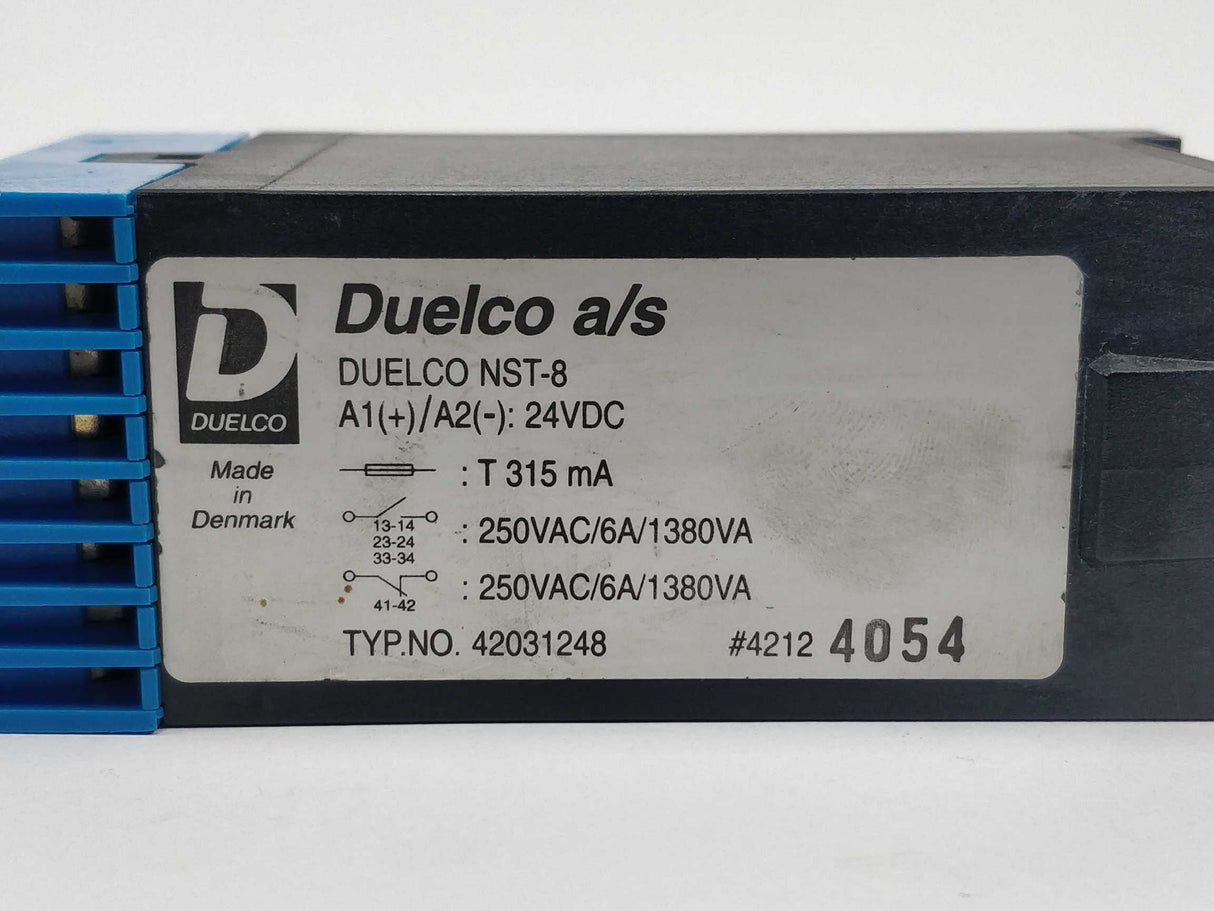 Duelco a/s
DUELCO NST-8
A1(+)/A2(-): 24VDC
DUELCO
Made
in
Denmark
: T 315 mA
13-14
23-24
33-34
: 250VAC/6A/1380VA
41-42
: 250VAC/6A/1380VA
TYP.NO. 42031248
#4212 4054